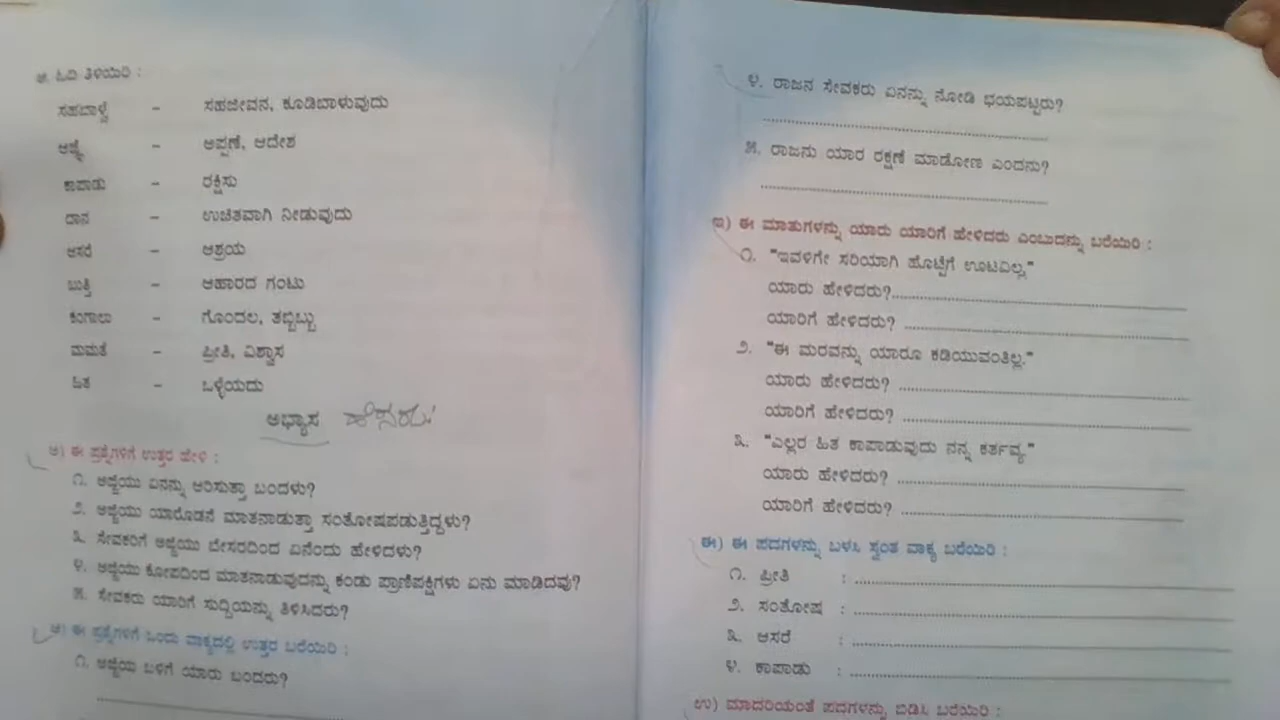 ಅ. ಓದಿ ತಿಳಿಯಿರಿ :
ಸಹಬಾಳ್ವೆ - ಸಹಜೀವನ, ಕೂಡಿಬಾಳುವುದು
ಆಜ್ಞೆ - ಅಪ್ಪಣೆ, ಆದೇಶ
ಕಾಪಾಡು - ರಕ್ಷಿಸು
ದಾನ - ಉಚಿತವಾಗಿ ನೀಡುವುದು
ಆಸರೆ - ಆಶ್ರಯ
ಬುತ್ತಿ - ಆಹಾರದ ಗಂಟು
ಕಂಗಾಲು - ಗೊಂದಲ, ತಬ್ಬಿಬ್ಬು
ಮಮತೆ - ಪ್ರೀತಿ, ವಿಶ್ವಾಸ
ಹಿತ - ಒಳ್ಳೆಯದು
ಅಭ್ಯಾಸ
ಅ) ಈ ಪ್ರಶ್ನೆಗಳಿಗೆ ಉತ್ತರ ಹೇಳಿ :
೧. ಅಜ್ಜಿಯು ಏನನ್ನು ಆರಿಸುತ್ತಾ ಬಂದಳು?
೨. ಅಜ್ಜಿಯು ಯಾರೊಡನೆ ಮಾತನಾಡುತ್ತಾ ಸಂತೋಷಪಡುತ್ತಿದ್ದಳು?
೩. ಸೇವಕರಿಗೆ ಅಜ್ಜಿಯು ಬೇಸರದಿಂದ ಏನೆಂದು ಹೇಳಿದಳು?
೪. ಅಜ್ಜಿಯು ಕೋಪದಿಂದ ಮಾತನಾಡುವುದನ್ನು ಕಂಡು ಪ್ರಾಣಿಪಕ್ಷಿಗಳು ಏನು ಮಾಡಿದವು?
೫. ಸೇವಕರು ಯಾರಿಗೆ ಸುದ್ದಿಯನ್ನು ತಿಳಿಸಿದರು?
ಆ) ಈ ಪ್ರಶ್ನೆಗಳಿಗೆ ಒಂದು ವಾಕ್ಯದಲ್ಲಿ ಉತ್ತರ ಬರೆಯಿರಿ :
೧. ಅಜ್ಜಿಯ ಬಳಿಗೆ ಯಾರು ಬಂದರು?
೪. ರಾಜನ ಸೇವಕರು ಏನನ್ನು ನೋಡಿ ಭಯಪಟ್ಟರು?
೫. ರಾಜನು ಯಾರ ರಕ್ಷಣೆ ಮಾಡೋಣ ಎಂದನು?
ಇ) ಈ ಮಾತುಗಳನ್ನು ಯಾರು ಯಾರಿಗೆ ಹೇಳಿದರು ಎಂಬುದನ್ನು ಬರೆಯಿರಿ :
೧. "ಇವಳಿಗೇ ಸರಿಯಾಗಿ ಹೊಟ್ಟೆಗೆ ಊಟವಿಲ್ಲ"
ಯಾರು ಹೇಳಿದರು?
ಯಾರಿಗೆ ಹೇಳಿದರು?
೨. "ಈ ಮರವನ್ನು ಯಾರೂ ಕಡಿಯುವಂತಿಲ್ಲ."
ಯಾರು ಹೇಳಿದರು?
ಯಾರಿಗೆ ಹೇಳಿದರು?
೩. "ಎಲ್ಲರ ಹಿತ ಕಾಪಾಡುವುದು ನನ್ನ ಕರ್ತವ್ಯ"
ಯಾರು ಹೇಳಿದರು?
ಯಾರಿಗೆ ಹೇಳಿದರು?
ಈ) ಈ ಪದಗಳನ್ನು ಬಳಸಿ ಸ್ವಂತ ವಾಕ್ಯ ಬರೆಯಿರಿ :
೧. ಪ್ರೀತಿ :
೨. ಸಂತೋಷ :
೩. ಆಸರೆ :
೪. ಕಾಪಾಡು :
ಉ) ಮಾದರಿಯಂತೆ ಪದಗಳನ್ನು ಬಿಡಿಸಿ ಬರೆಯಿರಿ :